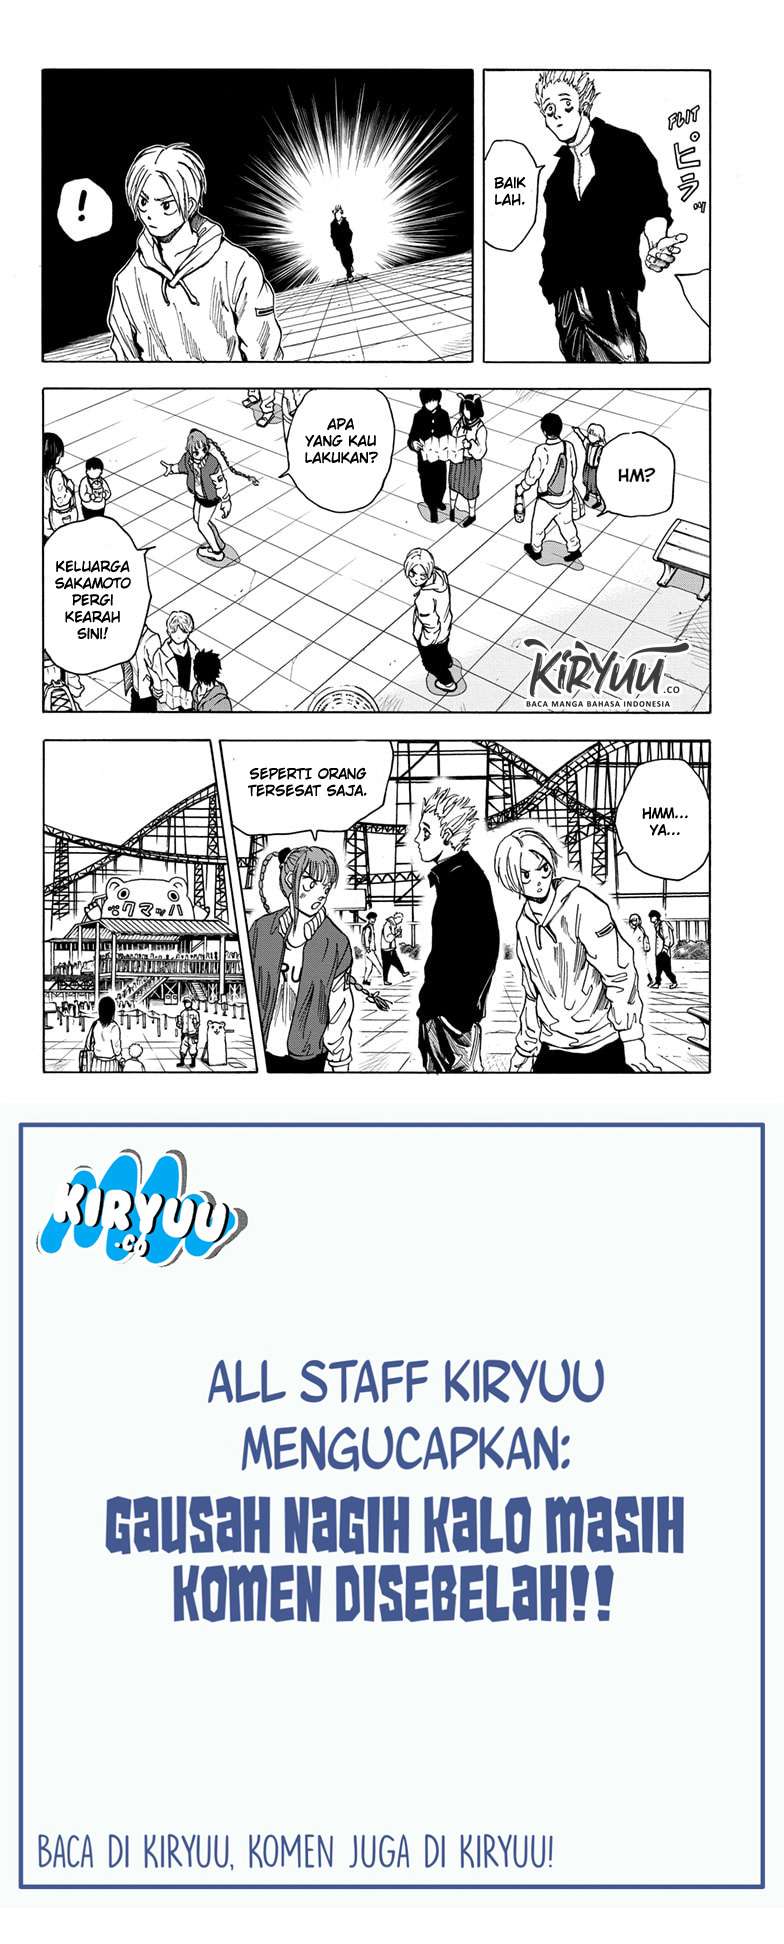 !
BAIK
LAH.
FLIT
ピラッ
APA
YANG KAU
LAKUKAN?
HM?
KELUARGA
SAKAMOTO
PERGI
KEARAH
SINI!
KIRYUU.CO
BACA MANGA BAHASA INDONESIA
SEPERTI ORANG
TERSESAT SAJA.
HMM...
YA...
RU
KIRYUU
.CO
ALL STAFF KIRYUU
MENGUCAPKAN:
GAUSAH NAGIH KALO MASIH
KOMEN DISEBELAH!!
BACA DI KIRYUU, KOMEN JUGA DI KIRYUU!